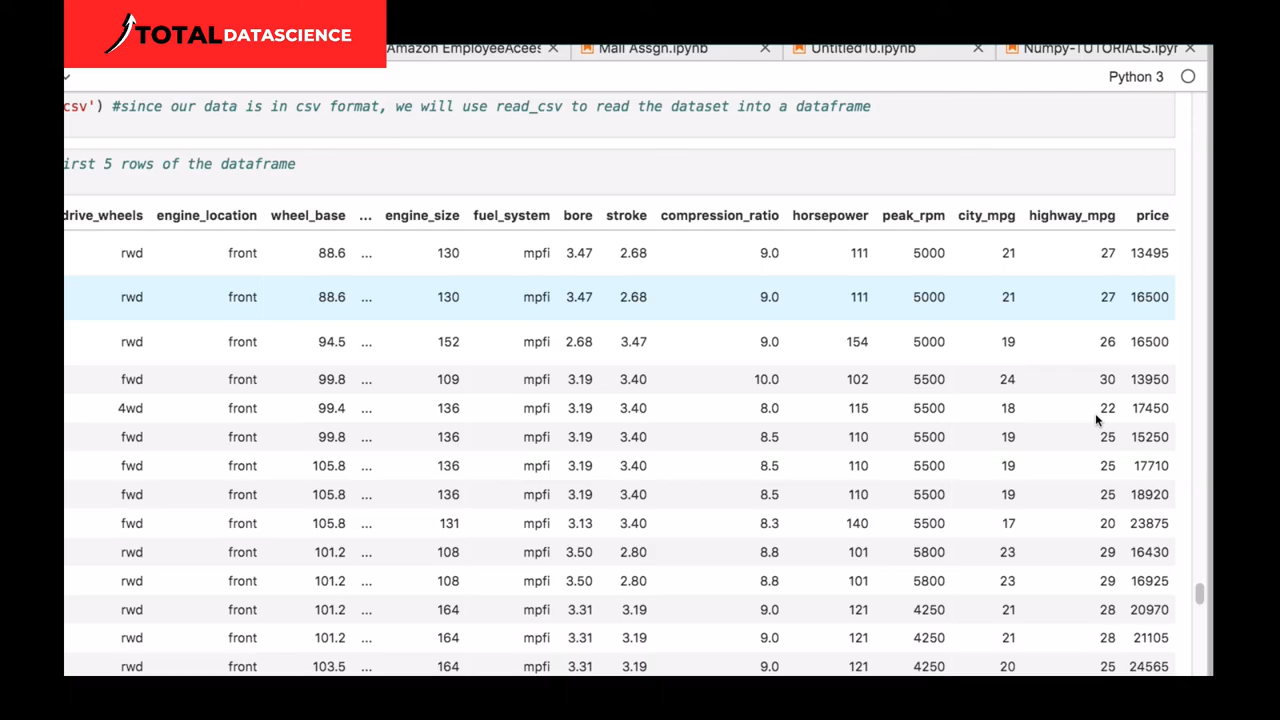 TOTAL DATASCIENCE
Amazon EmployeeAcees Mall Assgn.ipynb Untitled10.ipynb Numpy-TUTORIALS.ipyr
Python 3
csv') #since our data is in csv format, we will use read_csv to read the dataset into a dataframe
irst 5 rows of the dataframe
drive_wheels engine_location wheel_base ... engine_size fuel_system bore stroke compression_ratio horsepower peak_rpm city_mpg highway_mpg price
rwd front 88.6 ... 130 mpfi 3.47 2.68 9.0 111 5000 21 27 13495
rwd front 88.6 ... 130 mpfi 3.47 2.68 9.0 111 5000 21 27 16500
rwd front 94.5 ... 152 mpfi 2.68 3.47 9.0 154 5000 19 26 16500
fwd front 99.8 ... 109 mpfi 3.19 3.40 10.0 102 5500 24 30 13950
4wd front 99.4 ... 136 mpfi 3.19 3.40 8.0 115 5500 18 22 17450
fwd front 99.8 ... 136 mpfi 3.19 3.40 8.5 110 5500 19 25 15250
fwd front 105.8 ... 136 mpfi 3.19 3.40 8.5 110 5500 19 25 17710
fwd front 105.8 ... 136 mpfi 3.19 3.40 8.5 110 5500 19 25 18920
fwd front 105.8 ... 131 mpfi 3.13 3.40 8.3 140 5500 17 20 23875
rwd front 101.2 ... 108 mpfi 3.50 2.80 8.8 101 5800 23 29 16430
rwd front 101.2 ... 108 mpfi 3.50 2.80 8.8 101 5800 23 29 16925
rwd front 101.2 ... 164 mpfi 3.31 3.19 9.0 121 4250 21 28 20970
rwd front 101.2 ... 164 mpfi 3.31 3.19 9.0 121 4250 21 28 21105
rwd front 103.5 ... 164 mpfi 3.31 3.19 9.0 121 4250 20 25 24565